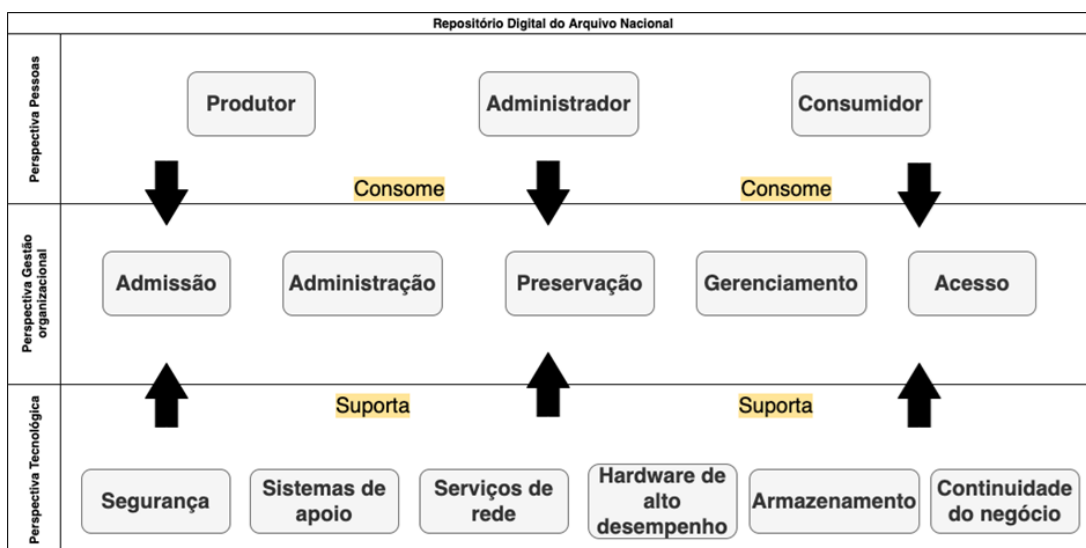 Repositório Digital do Arquivo Nacional
Perspectiva Pessoas
Produtor
Administrador
Consumidor
Consome
Consome
Perspectiva Gestão
organizacional
Admissão
Administração
Preservação
Gerenciamento
Acesso
Perspectiva Tecnológica
Suporta
Suporta
Segurança
Sistemas de
apoio
Serviços de
rede
Hardware de
alto
desempenho
Armazenamento
Continuidade
do negócio